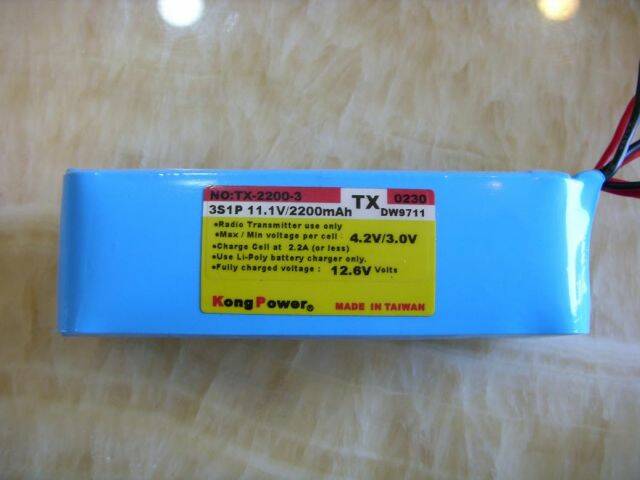 NO:TX-2200-3 TX 0230
3S1P 11.1V/2200mAh DW9711
•Radio Transmitter use only
•Max / Min voltage per cell : 4.2V/3.0V
•Charge Cell at 2.2A (or less)
•Use Li-Poly battery charger only.
•Fully charged voltage : 12.6V Volts
KongPower® MADE IN TAIWAN